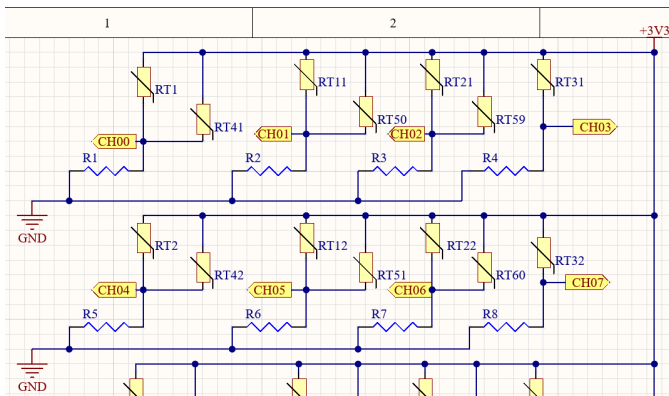 1 2
+3V3
RT1 RT11 RT21 RT31
RT41 RT50 RT59
CH00 CH01 CH02 CH03
R1 R2 R3 R4
GND
RT2 RT12 RT22 RT32
RT42 RT51 RT60
CH04 CH05 CH06 CH07
R5 R6 R7 R8
GND